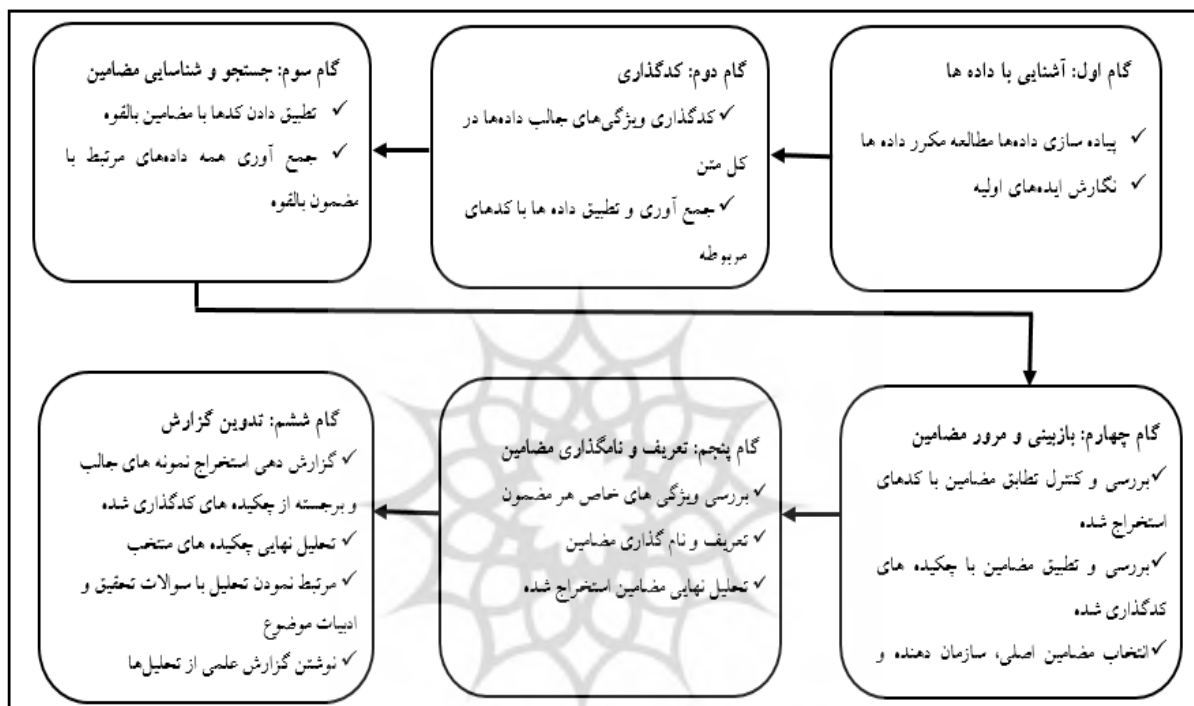 گام اول: آشنایی با داده ها
✓ پیاده سازی داده‌ها مطالعه مکرر داده ها
✓ نگارش ایده‌های اولیه
گام دوم: کدگذاری
✓کدگذاری ویژگی‌های جالب داده‌ها در
کل متن
✓جمع آوری و تطبیق داده ها با کدهای
مربوطه
گام سوم: جستجو و شناسایی مضامین
✓ تطبیق دادن کدها با مضامین بالقوه
✓ جمع آوری همه داده‌های مرتبط با
مضمون بالقوه
گام چهارم: بازبینی و مرور مضامین
✓بررسی و کنترل تطابق مضامین با کدهای
استخراج شده
✓بررسی و تطبیق مضامین با چکیده های
کدگذاری شده
✓انتخاب مضامین اصلی، سازمان دهنده و
گام پنجم: تعریف و نامگذاری مضامین
✓بررسی ویژگی های خاص هر مضمون
✓تعریف و نام گذاری مضامین
✓تحلیل نهایی مضامین استخراج شده
گام ششم: تدوین گزارش
✓گزارش دهی استخراج نمونه های جالب
و برجسته از چکیده های کدگذاری شده
✓تحلیل نهایی چکیده های منتخب
✓مرتبط نمودن تحلیل با سوالات تحقیق و
ادبیات موضوع
✓نوشتن گزارش علمی از تحلیل‌ها